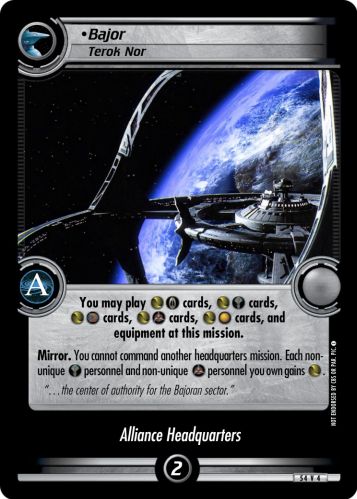 •Bajor
Terok Nor
A
You may play cards, cards,
cards, cards, cards, and
equipment at this mission.
Mirror. You cannot command another headquarters mission. Each non-
unique personnel and non-unique personnel you own gains .
"...the center of authority for the Bajoran sector."
Alliance Headquarters
2
54 V 4
NOT ENDORSED BY CBS OR PAR. PIC.